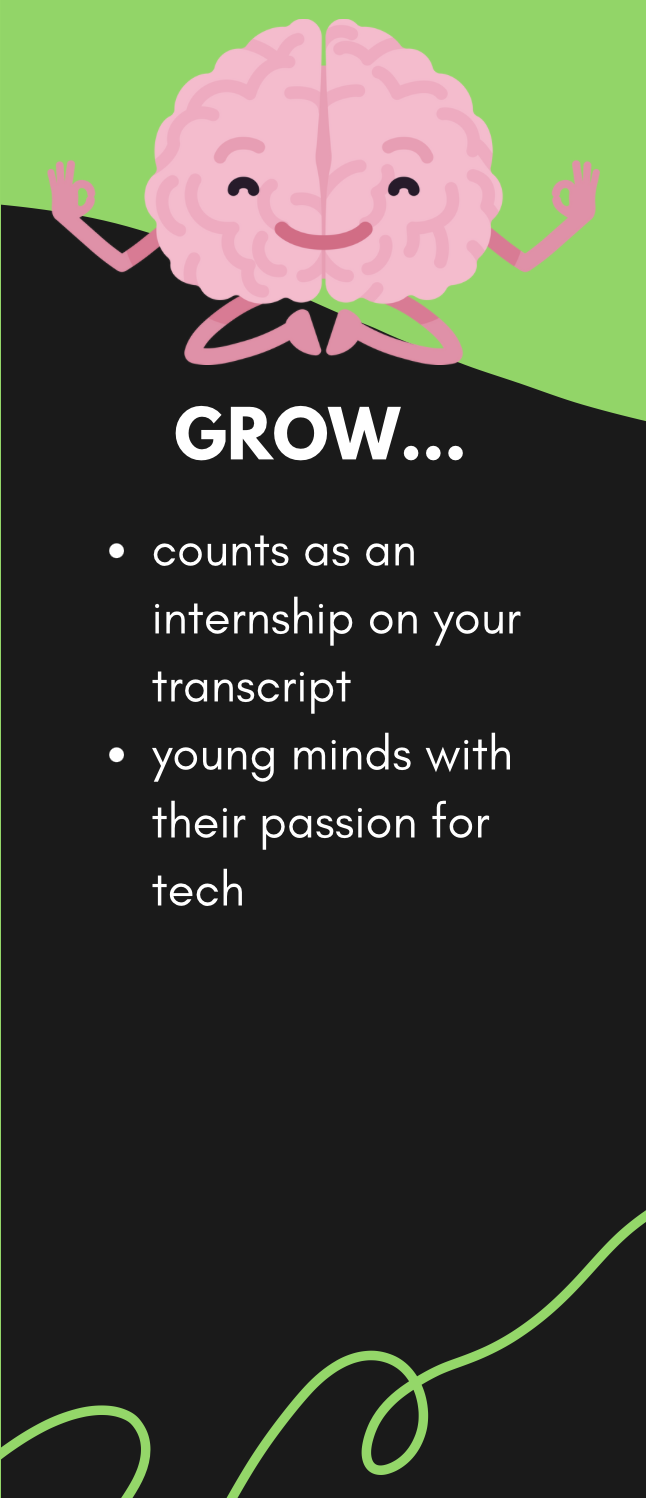 GROW...
• counts as an
internship on your
transcript
• young minds with
their passion for
tech